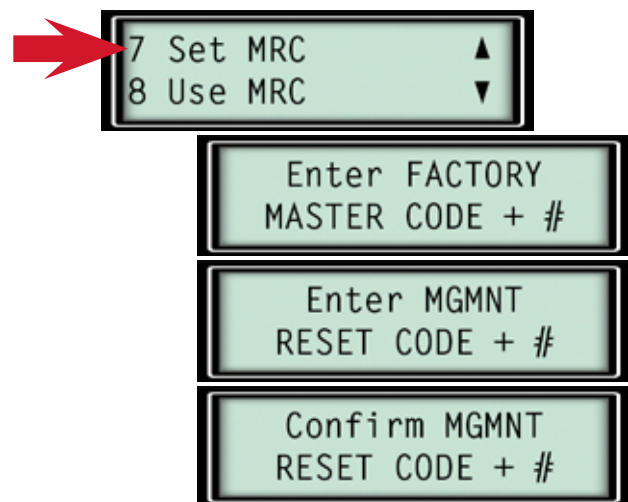 7 Set MRC ▲
8 Use MRC ▼
Enter FACTORY
MASTER CODE + #
Enter MGMNT
RESET CODE + #
Confirm MGMNT
RESET CODE + #